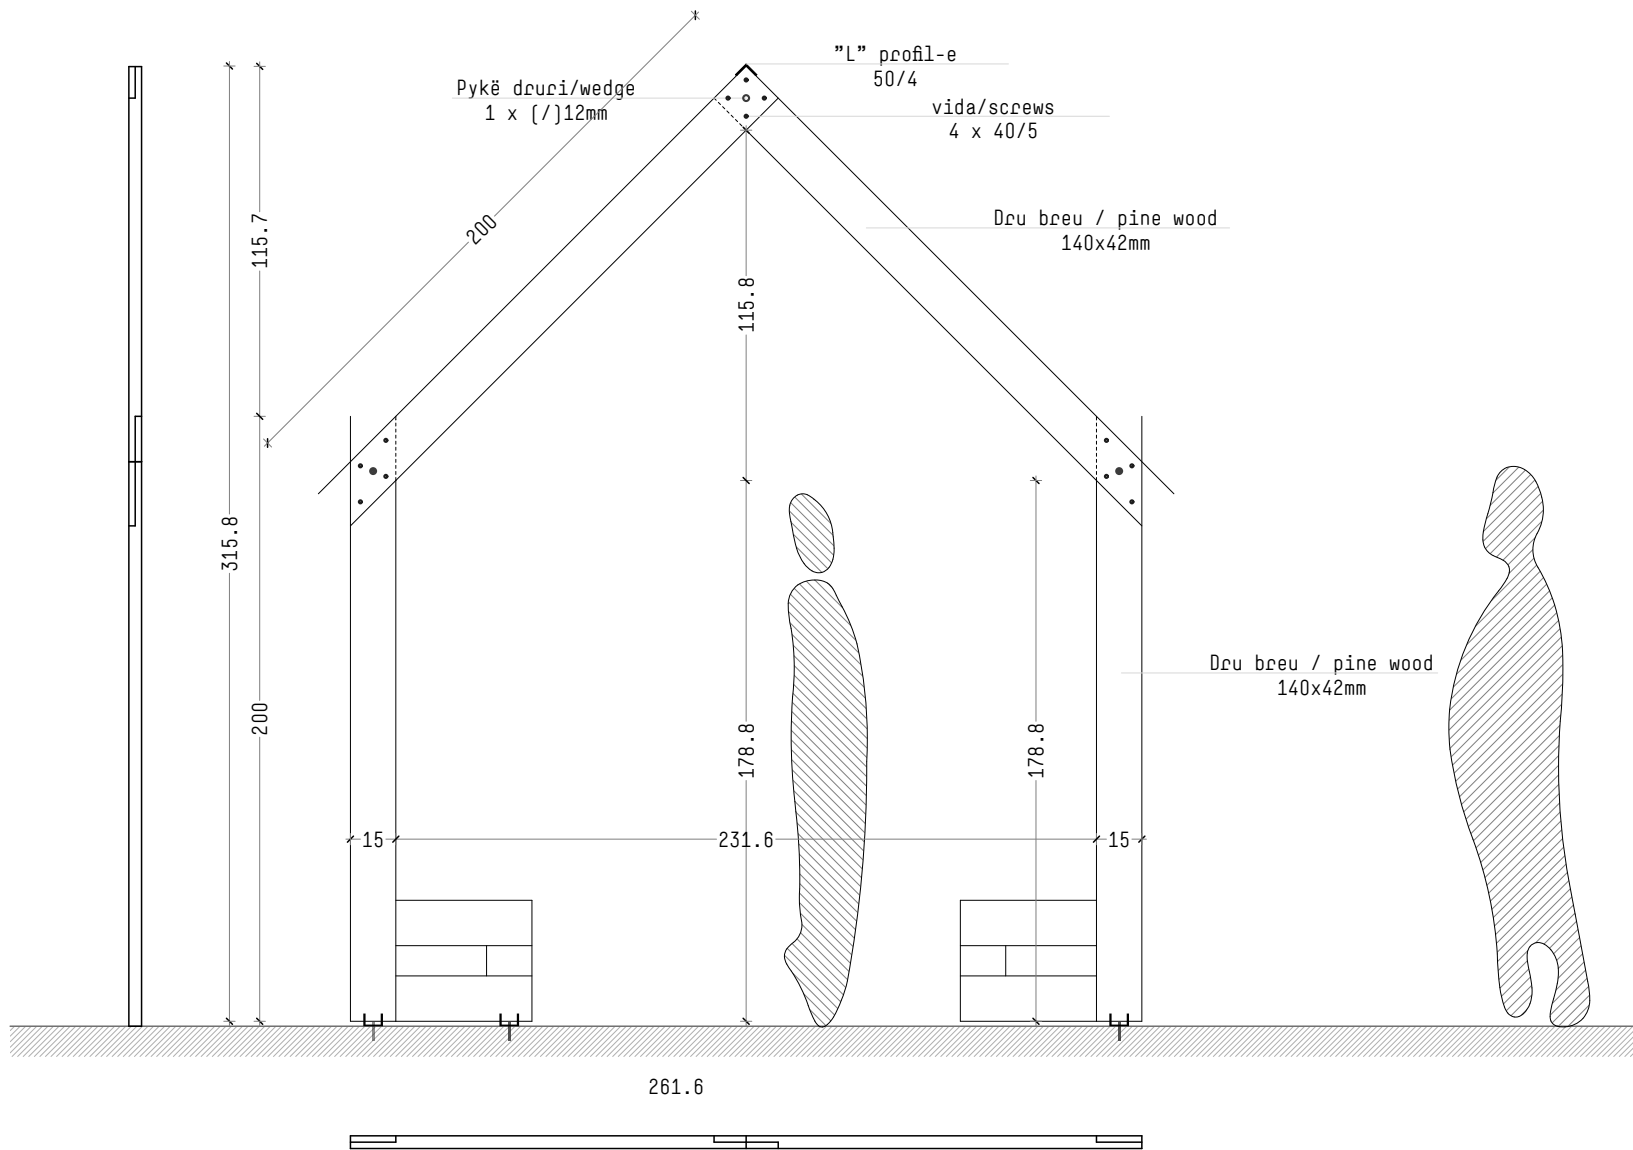 ”L” profil-e
50/4
Pykë druri/wedge
1 x (/)12mm
vida/screws
4 x 40/5
200
115.7
Dru breu / pine wood
140x42mm
115.8
315.8
200
178.8
178.8
Dru breu / pine wood
140x42mm
15
231.6
15
261.6